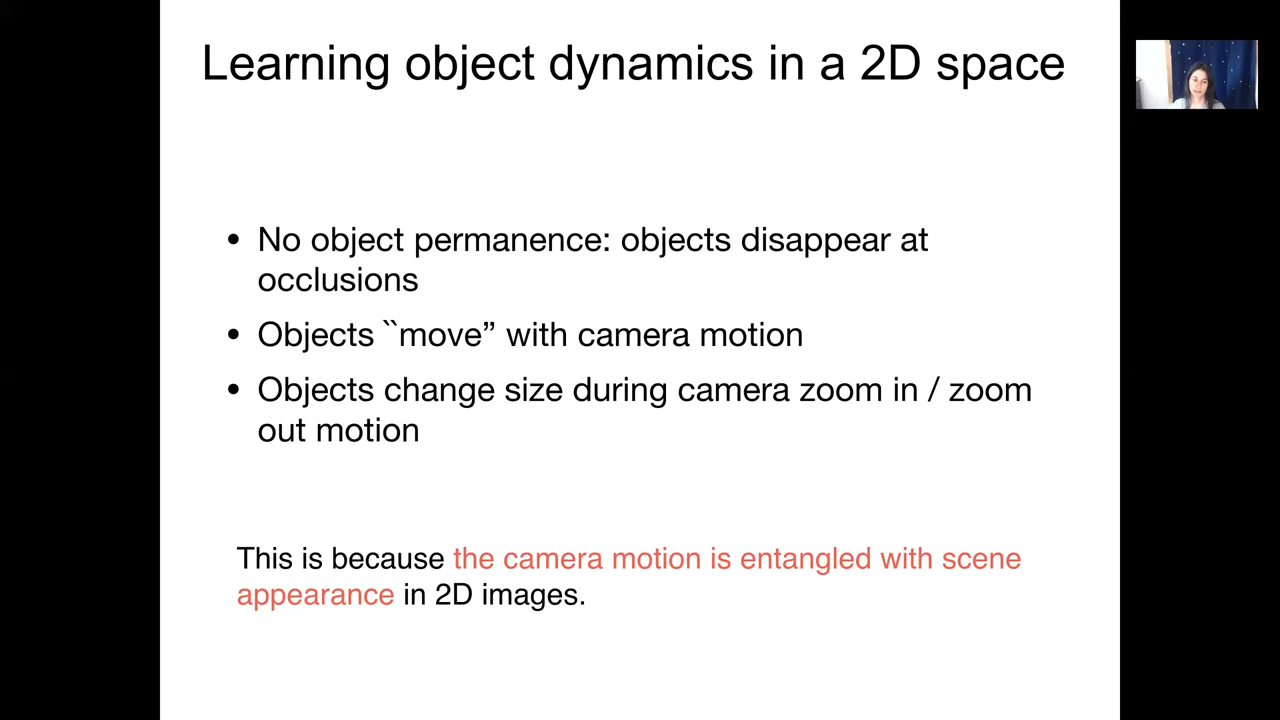 Learning object dynamics in a 2D space
• No object permanence: objects disappear at
occlusions
• Objects ``move” with camera motion
• Objects change size during camera zoom in / zoom
out motion
This is because the camera motion is entangled with scene
appearance in 2D images.